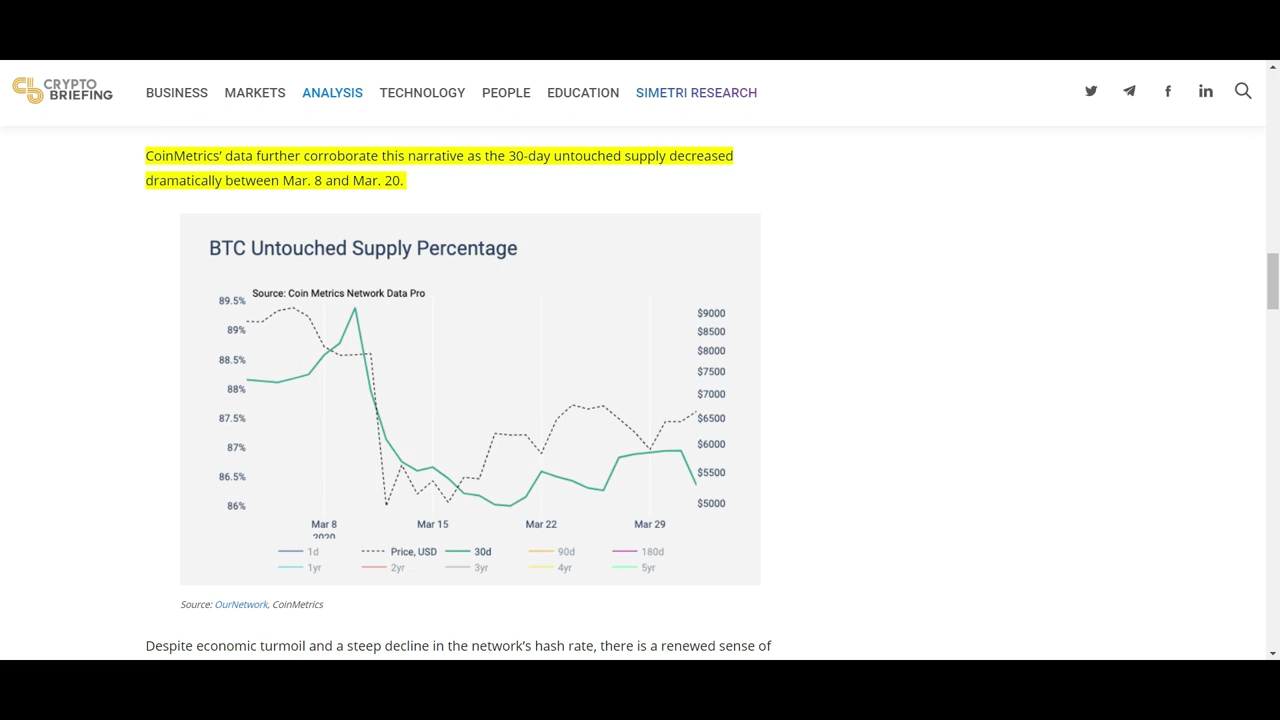 CRYPTO
BRIEFING
BUSINESS MARKETS ANALYSIS TECHNOLOGY PEOPLE EDUCATION SIMETRI RESEARCH
CoinMetrics’ data further corroborate this narrative as the 30-day untouched supply decreased
dramatically between Mar. 8 and Mar. 20.
BTC Untouched Supply Percentage
Source: Coin Metrics Network Data Pro
89.5%
89%
88.5%
88%
87.5%
87%
86.5%
86%
$9000
$8500
$8000
$7500
$7000
$6500
$6000
$5500
$5000
Mar 8 Mar 15 Mar 22 Mar 29
2020
1d Price, USD 30d 90d 180d
1yr 2yr 3yr 4yr 5yr
Source: OurNetwork, CoinMetrics
Despite economic turmoil and a steep decline in the network’s hash rate, there is a renewed sense of